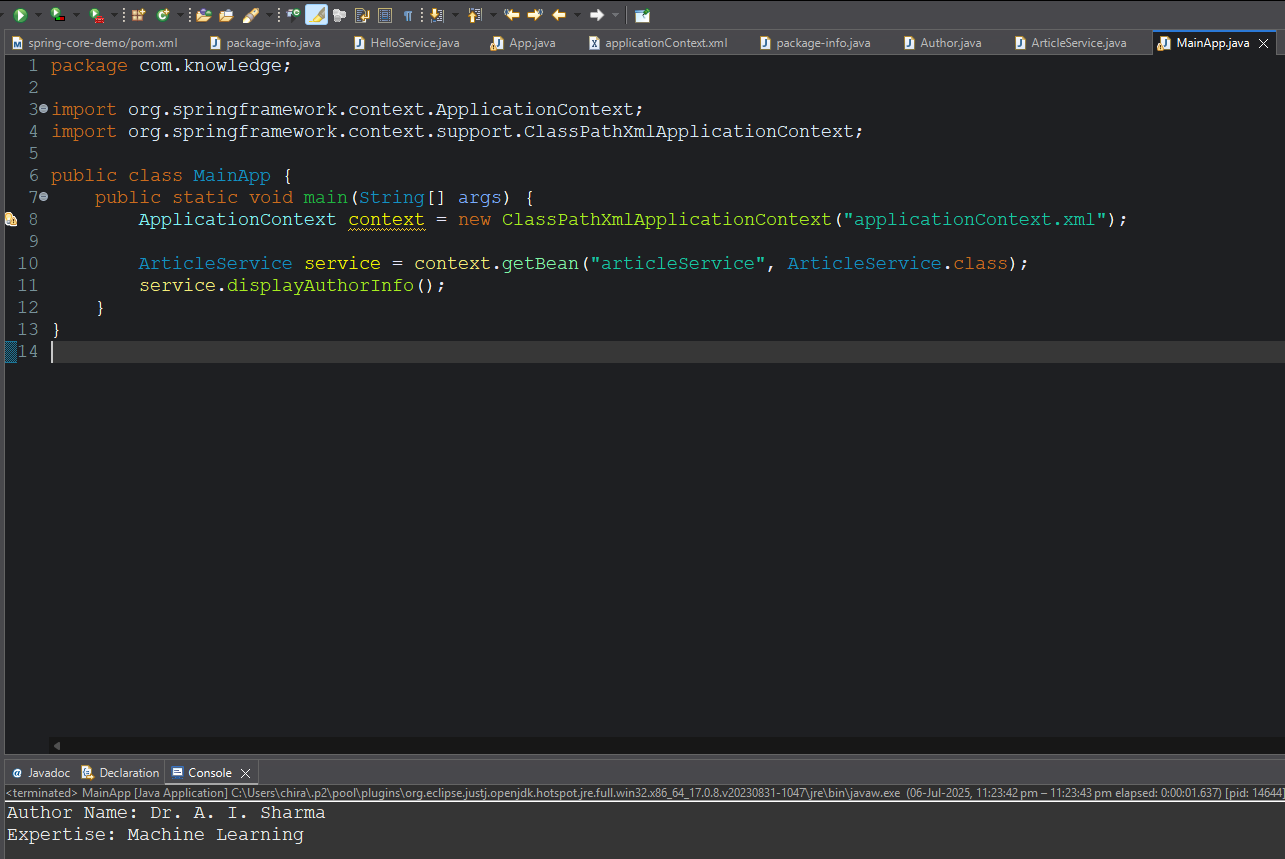 spring-core-demo/pom.xml package-info.java HelloService.java App.java applicationContext.xml package-info.java Author.java ArticleService.java MainApp.java
1 package com.knowledge;
2
3 import org.springframework.context.ApplicationContext;
4 import org.springframework.context.support.ClassPathXmlApplicationContext;
5
6 public class MainApp {
7     public static void main(String[] args) {
8         ApplicationContext context = new ClassPathXmlApplicationContext("applicationContext.xml");
9
10         ArticleService service = context.getBean("articleService", ArticleService.class);
11         service.displayAuthorInfo();
12     }
13 }
14
Javadoc Declaration Console
<terminated> MainApp [Java Application] C:\Users\chira\.p2\pool\plugins\org.eclipse.justj.openjdk.hotspot.jre.full.win32.x86_64_17.0.8.v20230831-1047\jre\bin\javaw.exe (06-Jul-2025, 11:23:42 pm – 11:23:43 pm elapsed: 0:00:01.637) [pid: 14644]
Author Name: Dr. A. I. Sharma
Expertise: Machine Learning